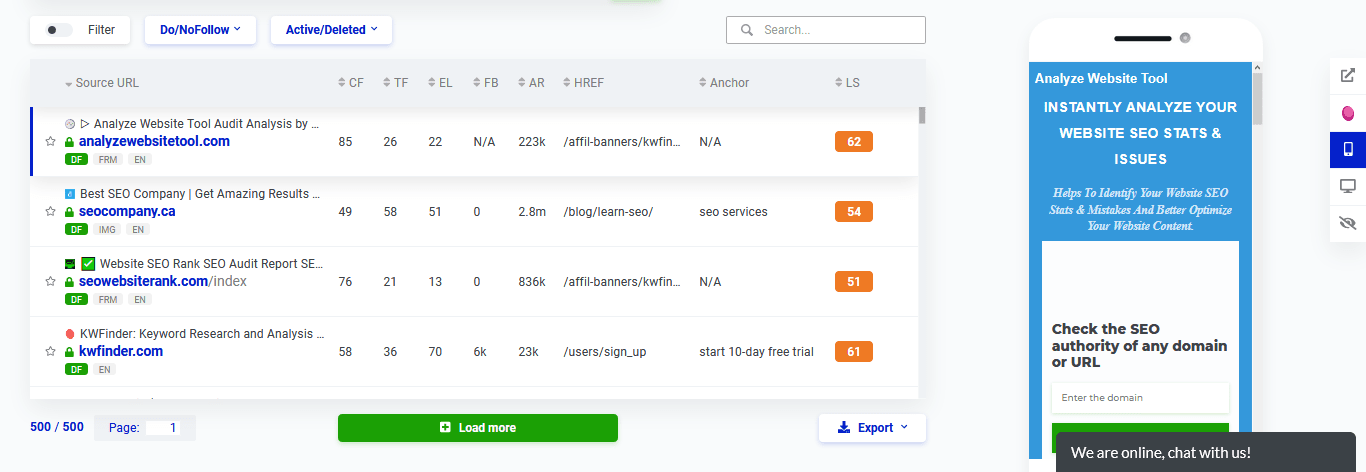 Filter Do/NoFollow Active/Deleted Search...
Source URL CF TF EL FB AR HREF Anchor LS
▷ Analyze Website Tool Audit Analysis by ...
analyzewebsitetool.com 85 26 22 N/A 223k /affil-banners/kwfin... N/A 62
DF FRM EN
Best SEO Company | Get Amazing Results ...
seocompany.ca 49 58 51 0 2.8m /blog/learn-seo/ seo services 54
DF IMG EN
✅ Website SEO Rank SEO Audit Report SE...
seowebsiterank.com/index 76 21 13 0 836k /affil-banners/kwfin... N/A 51
DF FRM EN
KWFinder: Keyword Research and Analysis ...
kwfinder.com 58 36 70 6k 23k /users/sign_up start 10-day free trial 61
DF EN
500 / 500 Page: 1 Load more Export
Analyze Website Tool
INSTANTLY ANALYZE YOUR
WEBSITE SEO STATS &
ISSUES
Helps To Identify Your Website SEO
Stats & Mistakes And Better Optimize
Your Website Content.
Check the SEO
authority of any domain
or URL
Enter the domain
We are online, chat with us!